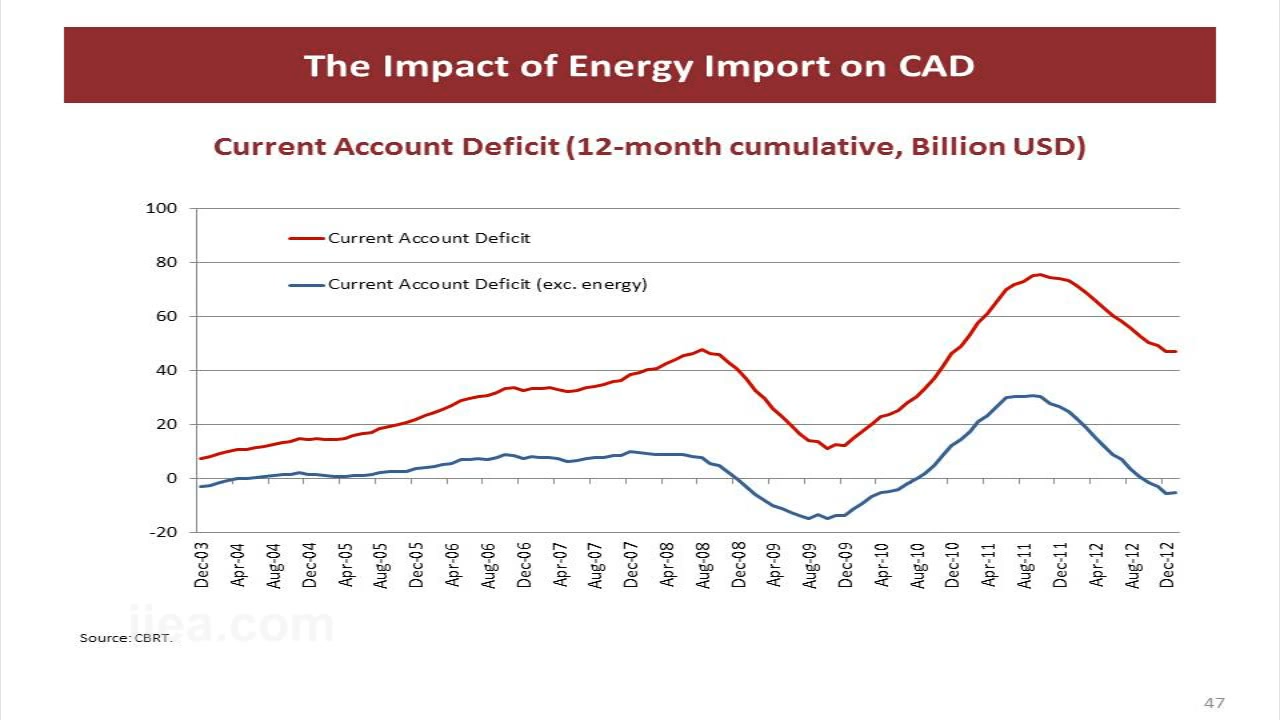 The Impact of Energy Import on CAD
Current Account Deficit (12-month cumulative, Billion USD)
100
80
60
40
20
0
-20
Current Account Deficit
Current Account Deficit (exc. energy)
Dec-03
Apr-04
Aug-04
Dec-04
Apr-05
Aug-05
Dec-05
Apr-06
Aug-06
Dec-06
Apr-07
Aug-07
Dec-07
Apr-08
Aug-08
Dec-08
Apr-09
Aug-09
Dec-09
Apr-10
Aug-10
Dec-10
Apr-11
Aug-11
Dec-11
Apr-12
Aug-12
Dec-12
iiea.com
Source: CBRT.
47